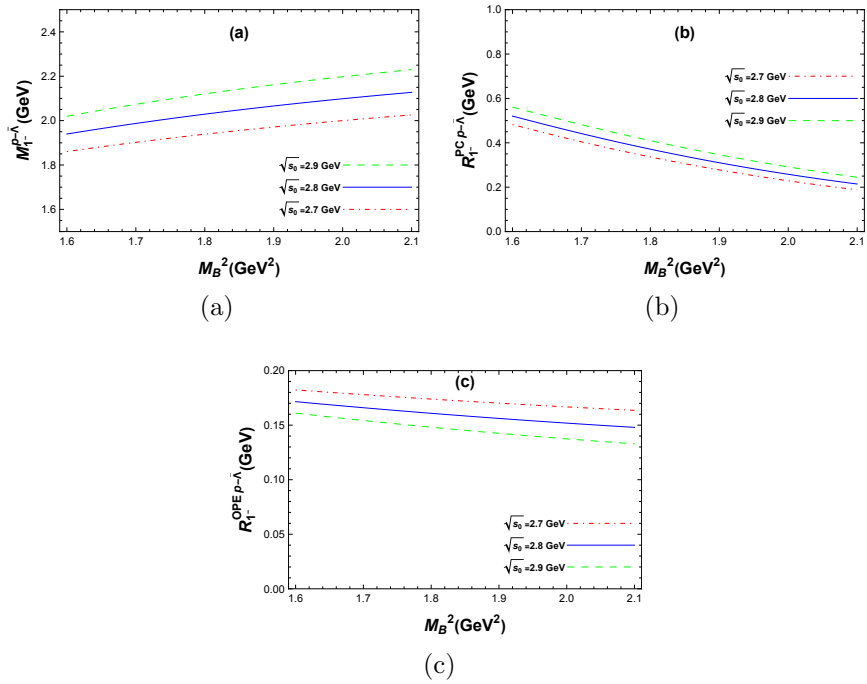 (a)
M_{1^-}^{p-\bar{Λ}}(GeV)
2.4
2.2
2.0
1.8
1.6
√s₀ =2.9 GeV
√s₀ =2.8 GeV
√s₀ =2.7 GeV
1.6 1.7 1.8 1.9 2.0 2.1
M_B²(GeV²)
(a)
(b)
R_{1^-}^{PC p-\bar{Λ}}(GeV)
1.0
0.8
0.6
0.4
0.2
0.0
√s₀ =2.7 GeV
√s₀ =2.8 GeV
√s₀ =2.9 GeV
1.6 1.7 1.8 1.9 2.0 2.1
M_B²(GeV²)
(b)
(c)
R_{1^-}^{OPE p-\bar{Λ}}(GeV)
0.20
0.15
0.10
0.05
0.00
√s₀ =2.7 GeV
√s₀ =2.8 GeV
√s₀ =2.9 GeV
1.6 1.7 1.8 1.9 2.0 2.1
M_B²(GeV²)
(c)